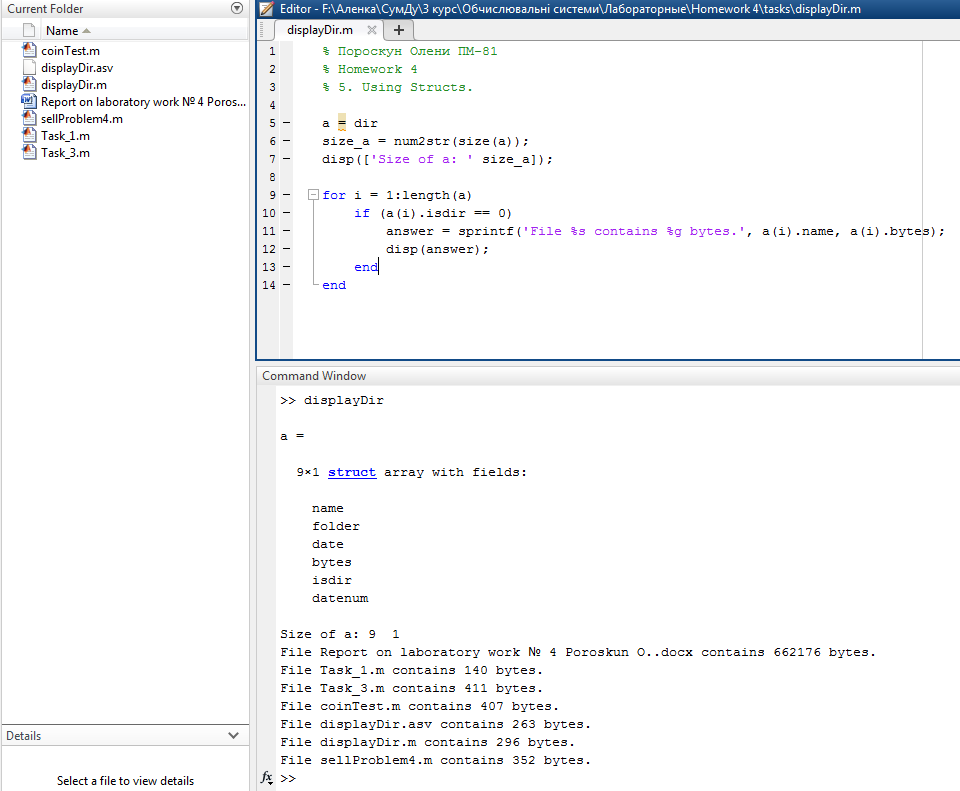 Current Folder
Name
coinTest.m
displayDir.asv
displayDir.m
Report on laboratory work № 4 Poros...
sellProblem4.m
Task_1.m
Task_3.m
Details
Select a file to view details
Editor - F:\Аленка\СумДу\3 курс\Обчислювальні системи\Лабораторные\Homework 4\tasks\displayDir.m
displayDir.m
1 % Пороскун Олени ПМ-81
2 % Homework 4
3 % 5. Using Structs.
4
5 - a = dir
6 - size_a = num2str(size(a));
7 - disp(['Size of a: ' size_a]);
8
9 - for i = 1:length(a)
10 - if (a(i).isdir == 0)
11 - answer = sprintf('File %s contains %g bytes.', a(i).name, a(i).bytes);
12 - disp(answer);
13 - end
14 - end
Command Window
>> displayDir
a =
9×1 struct array with fields:
name
folder
date
bytes
isdir
datenum
Size of a: 9  1
File Report on laboratory work № 4 Poroskun O..docx contains 662176 bytes.
File Task_1.m contains 140 bytes.
File Task_3.m contains 411 bytes.
File coinTest.m contains 407 bytes.
File displayDir.asv contains 263 bytes.
File displayDir.m contains 296 bytes.
File sellProblem4.m contains 352 bytes.
fx >>